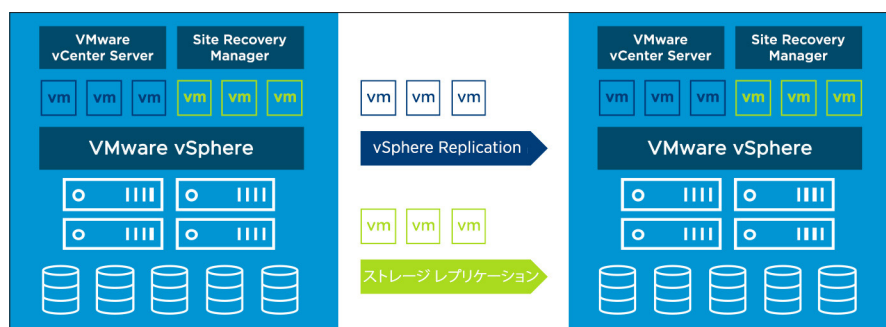 VMware
vCenter Server
Site Recovery
Manager
vm vm vm vm vm vm
VMware vSphere
vm vm vm
vSphere Replication
vm vm vm
ストレージ レプリケーション
VMware
vCenter Server
Site Recovery
Manager
vm vm vm vm vm vm
VMware vSphere